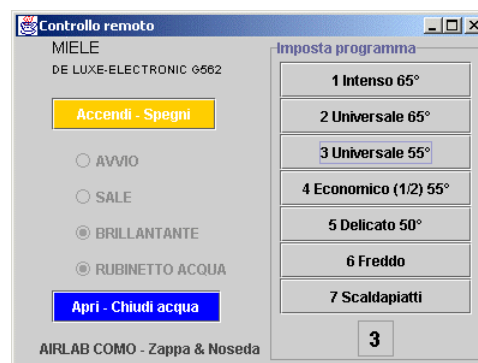 Controllo remoto
MIELE
DE LUXE-ELECTRONIC G562
Accendi - Spegni
AVVIO
SALE
BRILLANTANTE
RUBINETTO ACQUA
Apri - Chiudi acqua
AIRLAB COMO - Zappa & Noseda
Imposta programma
1 Intenso 65°
2 Universale 65°
3 Universale 55°
4 Economico (1/2) 55°
5 Delicato 50°
6 Freddo
7 Scaldapiatti
3